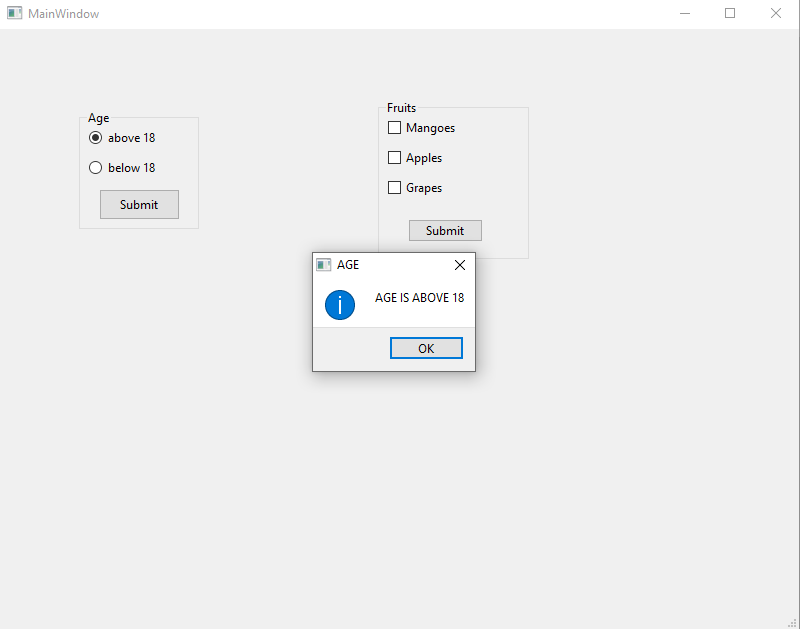 MainWindow
Age
above 18
below 18
Submit
Fruits
Mangoes
Apples
Grapes
Submit
AGE
AGE IS ABOVE 18
OK